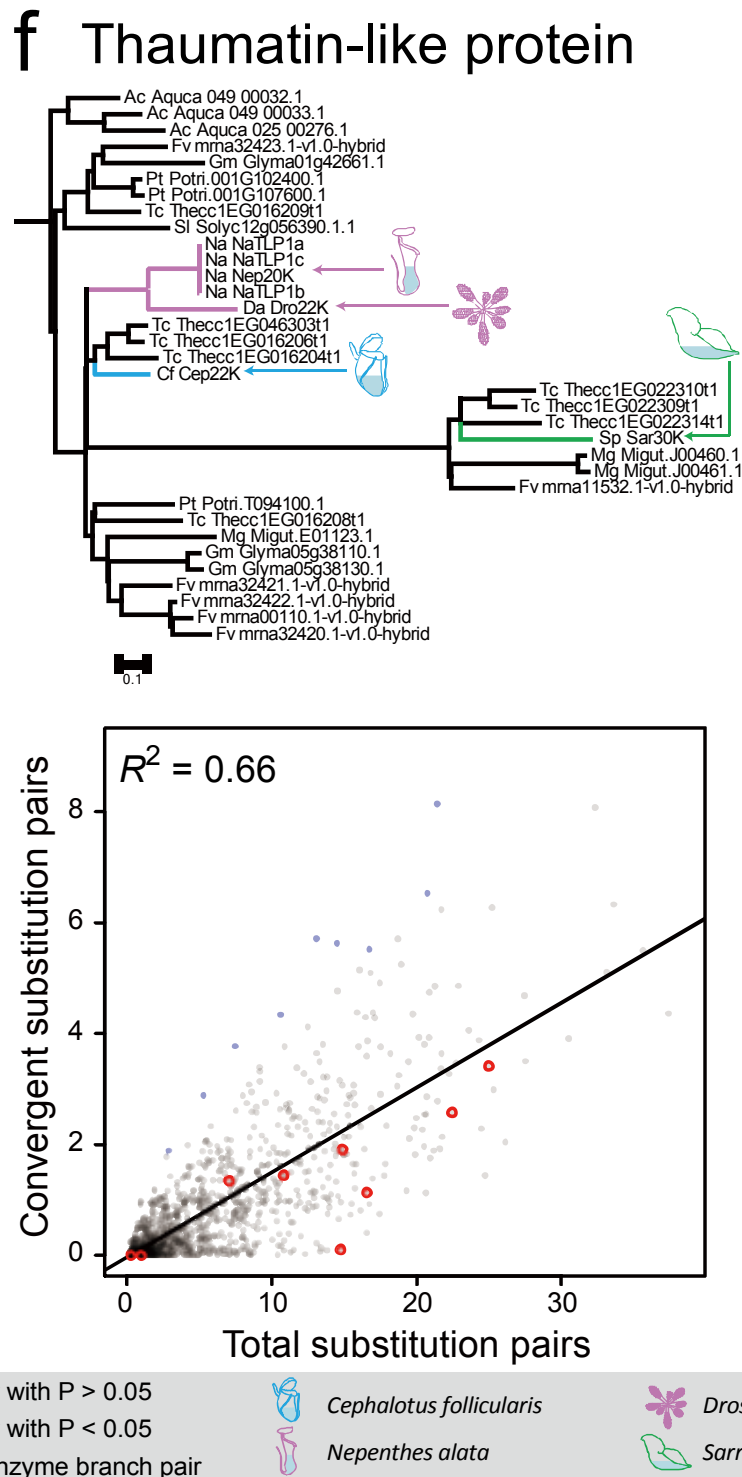 f Thaumatin-like protein
Ac Aquca 049 00032.1
Ac Aquca 049 00033.1
Ac Aquca 025 00276.1
Fv mrna32423.1-v1.0-hybrid
Gm Glyma01g42661.1
Pt Potri.001G102400.1
Pt Potri.001G107600.1
Tc Thecc1EG016209t1
Sl Solyc12g056390.1.1
Na NaTLP1a
Na NaTLP1c
Na Nep20K
Na NaTLP1b
Da Dro22K
Tc Thecc1EG046303t1
Tc Thecc1EG016206t1
Tc Thecc1EG016204t1
Cf Cep22K
Tc Thecc1EG022310t1
Tc Thecc1EG022309t1
Tc Thecc1EG022314t1
Sp Sar30K
Mg Migut.J00460.1
Mg Migut.J00461.1
Fv mrna11532.1-v1.0-hybrid
Pt Potri.T094100.1
Tc Thecc1EG016208t1
Mg Migut.E01123.1
Gm Glyma05g38110.1
Gm Glyma05g38130.1
Fv mrna32421.1-v1.0-hybrid
Fv mrna32422.1-v1.0-hybrid
Fv mrna00110.1-v1.0-hybrid
Fv mrna32420.1-v1.0-hybrid
0.1
R² = 0.66
Convergent substitution pairs
8
6
4
2
0
0 10 20 30
Total substitution pairs
with P > 0.05
with P < 0.05
nzyme branch pair
Cephalotus follicularis
Nepenthes alata
Dros
Sarr